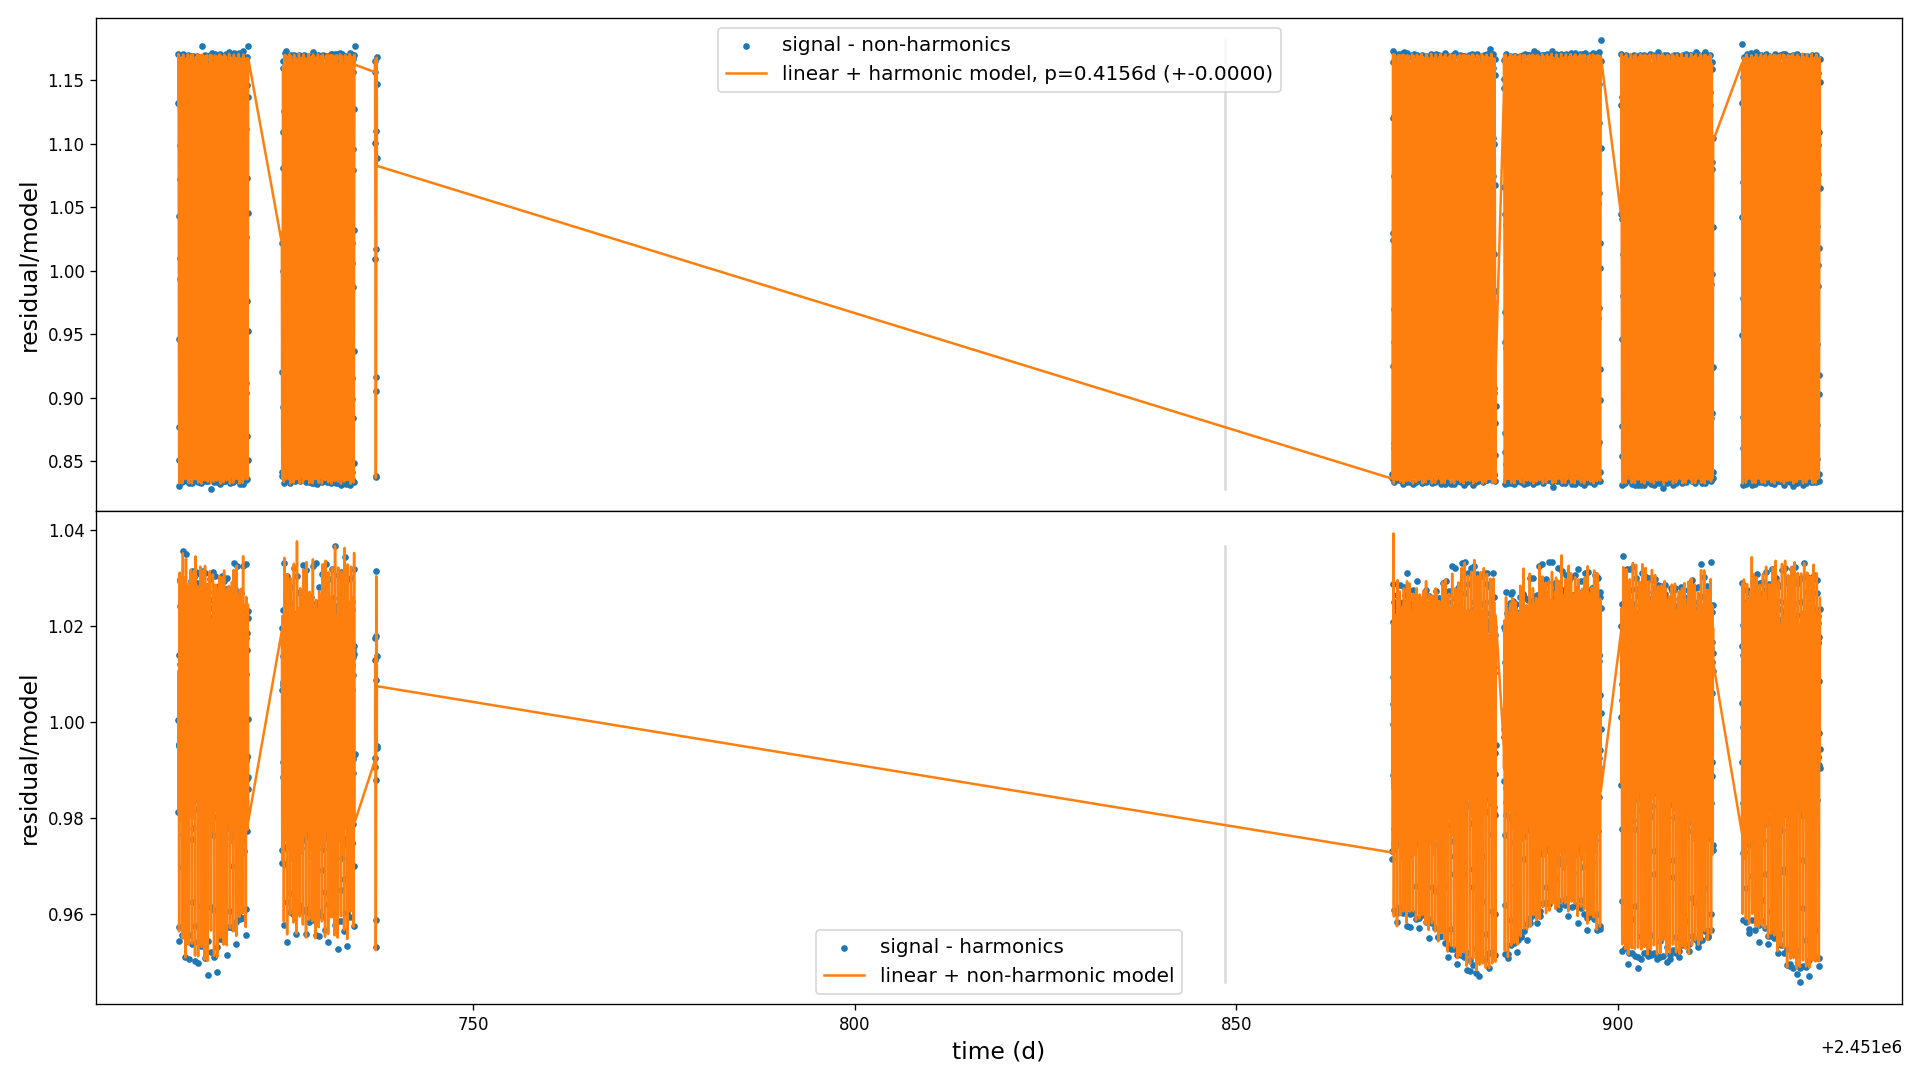 signal - non-harmonics
linear + harmonic model, p=0.4156d (+-0.0000)
1.15
1.10
1.05
1.00
0.95
0.90
0.85
residual/model
1.04
1.02
1.00
0.98
0.96
residual/model
signal - harmonics
linear + non-harmonic model
750
800
850
900
time (d)
+2.451e6